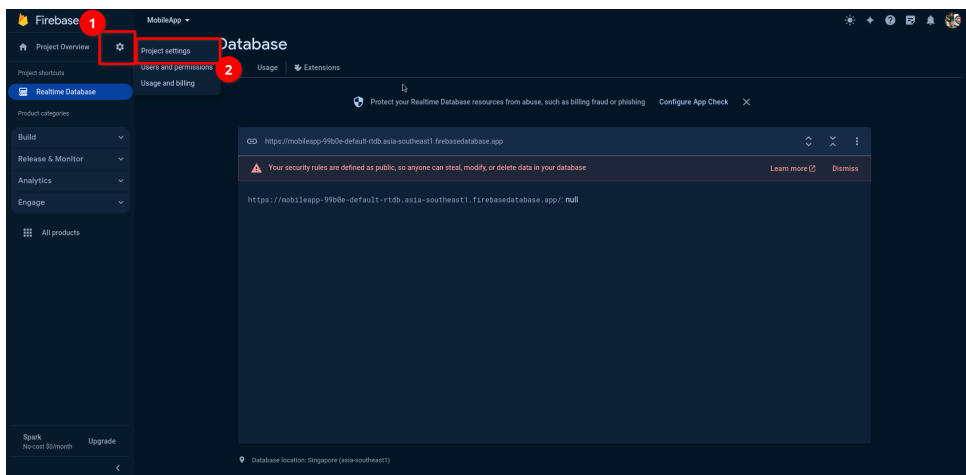 Firebase
1
MobileApp
Project Overview
Project settings
Database
Users and permissions
2
Usage
Extensions
Project shortcuts
Usage and billing
Realtime Database
Protect your Realtime Database resources from abuse, such as billing fraud or phishing
Configure App Check
Product categories
Build
https://mobileapp-99b0e-default-rtdb.asia-southeast1.firebasedatabase.app
Release & Monitor
Your security rules are defined as public, so anyone can steal, modify, or delete data in your database
Learn more
Dismiss
Analytics
Engage
https://mobileapp-99b0e-default-rtdb.asia-southeast1.firebasedatabase.app/: null
All products
Spark
No-cost $0/month
Upgrade
Database location: Singapore (asia-southeast1)